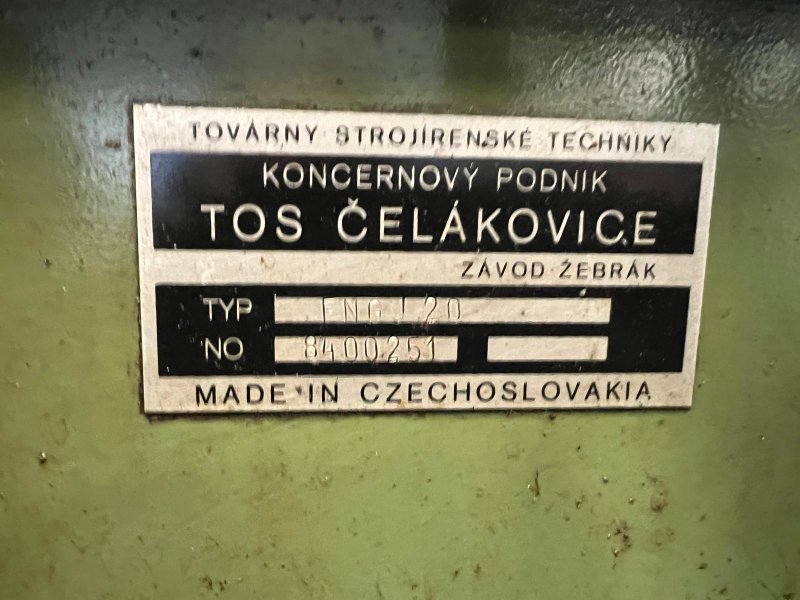 TOVÁRNY STROJÍRENSKÉ TECHNIKY
KONCERNOVÝ PODNIK
TOS ČELÁKOVICE
ZÁVOD ŽEBRÁK
TYP FNGJ 20
NO 8400251
MADE IN CZECHOSLOVAKIA